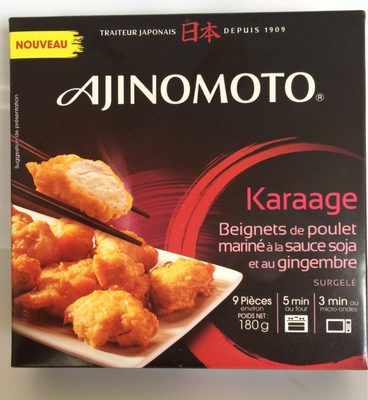 TRAITEUR JAPONAIS 日本 DEPUIS 1909
NOUVEAU
AJINOMOTO®
Suggestion de présentation
Karaage
Beignets de poulet
mariné à la sauce soja
et au gingembre
SURGELÉ
9 Pièces
environ
POIDS NET :
180g
5 min
au four
3 min au
micro-ondes